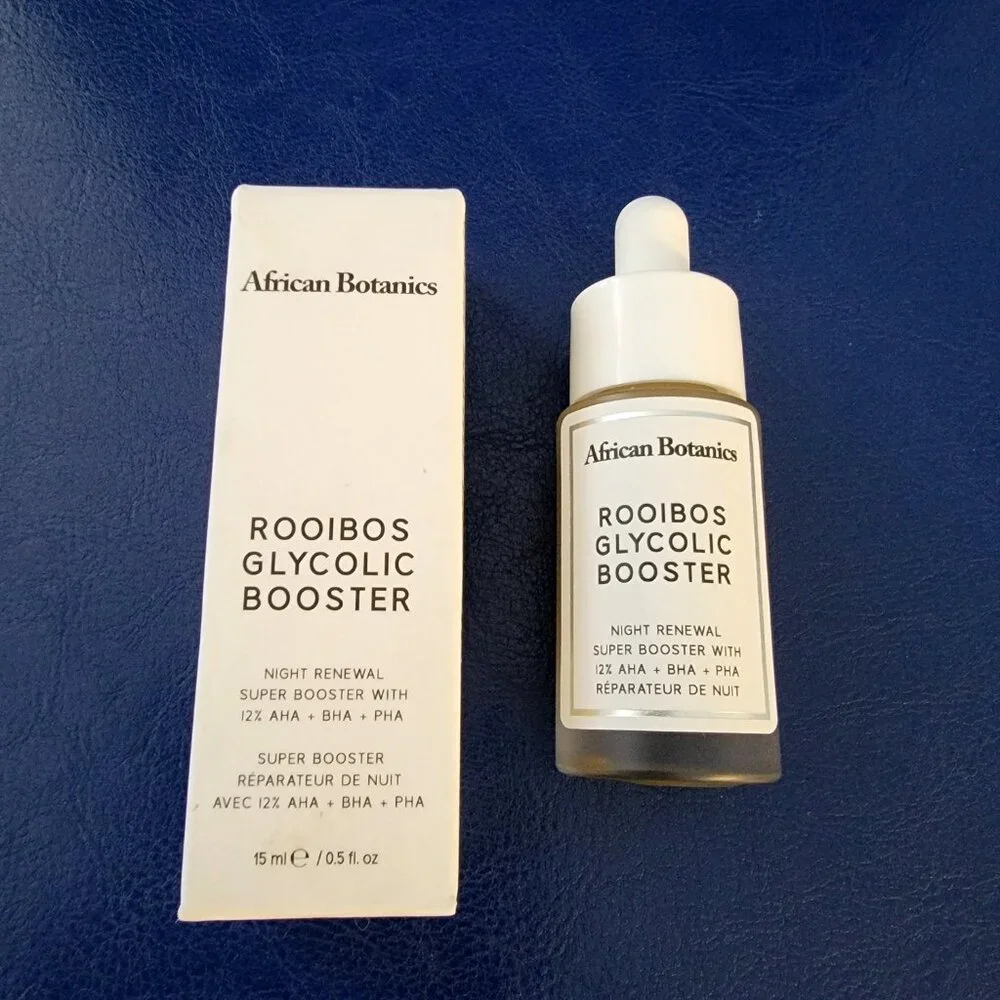 African Botanics
ROOIBOS
GLYCOLIC
BOOSTER
NIGHT RENEWAL
SUPER BOOSTER WITH
12% AHA + BHA + PHA
SUPER BOOSTER
RÉPARATEUR DE NUIT
AVEC 12% AHA + BHA + PHA
15 ml ℮ / 0.5 fl. oz
African Botanics
ROOIBOS
GLYCOLIC
BOOSTER
NIGHT RENEWAL
SUPER BOOSTER WITH
12% AHA + BHA + PHA
RÉPARATEUR DE NUIT